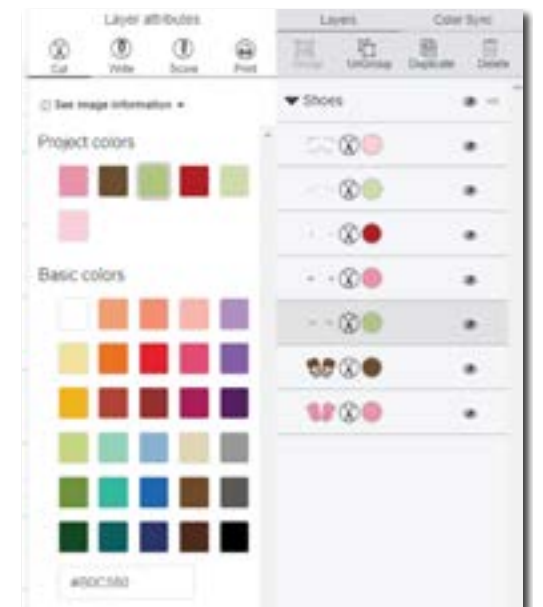 Layer attributes
Cut Write Score Print
See image information
Project colors
Basic colors
Layers Color Sync
Group UnGroup Duplicate Delete
Shoes